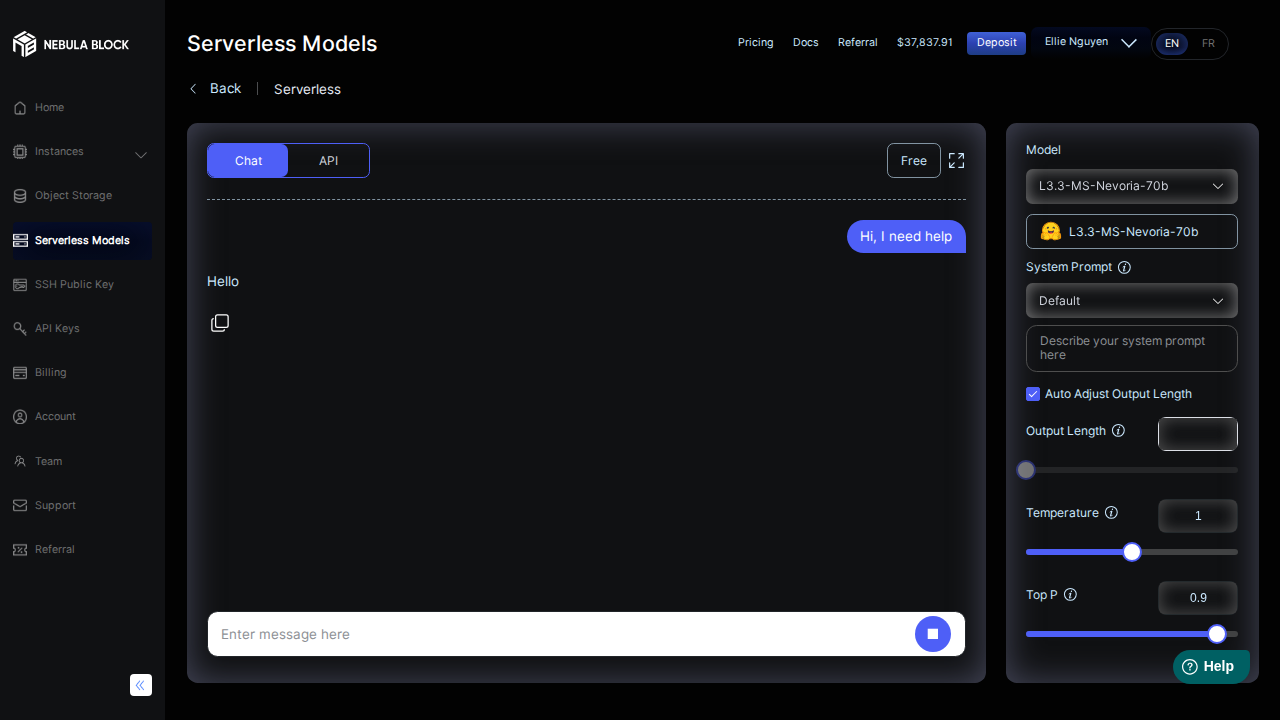 NEBULA BLOCK
Home
Instances
Object Storage
Serverless Models
SSH Public Key
API Keys
Billing
Account
Team
Support
Referral
Serverless Models
Pricing
Docs
Referral
$37,837.91
Deposit
Ellie Nguyen
EN
FR
Back
Serverless
Chat
API
Free
Hi, I need help
Hello
Enter message here
Model
L3.3-MS-Nevoria-70b
L3.3-MS-Nevoria-70b
System Prompt
Default
Describe your system prompt
here
Auto Adjust Output Length
Output Length
Temperature
1
Top P
0.9
Help